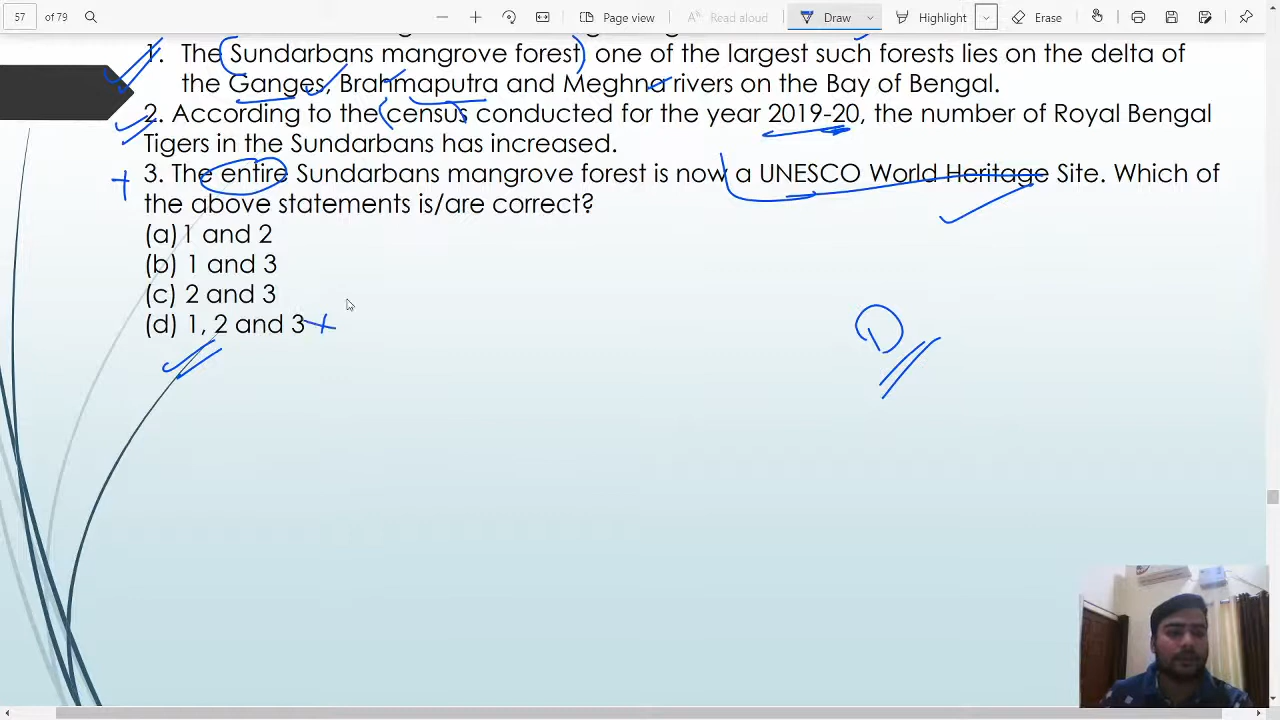 57 of 79 Page view Read aloud Draw Highlight Erase
1. The Sundarbans mangrove forest, one of the largest such forests lies on the delta of
the Ganges, Brahmaputra and Meghna rivers on the Bay of Bengal.
2. According to the census conducted for the year 2019-20, the number of Royal Bengal
Tigers in the Sundarbans has increased.
3. The entire Sundarbans mangrove forest is now a UNESCO World Heritage Site. Which of
the above statements is/are correct?
(a) 1 and 2
(b) 1 and 3
(c) 2 and 3
(d) 1, 2 and 3
D